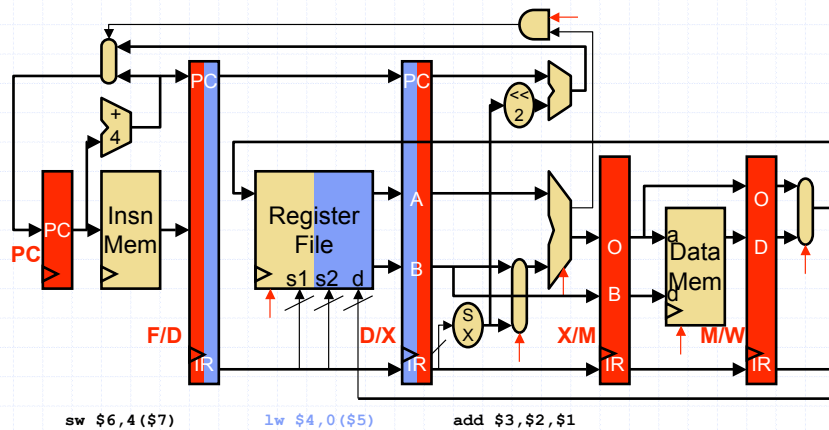 PC
PC
+
4
<<
2
PC
Insn
Mem
Register
File
A
B
O
B
a
Data
Mem
d
O
D
PC
s1 s2 d
S
X
F/D
D/X
X/M
M/W
IR
IR
IR
IR
sw $6,4($7)
lw $4,0($5)
add $3,$2,$1